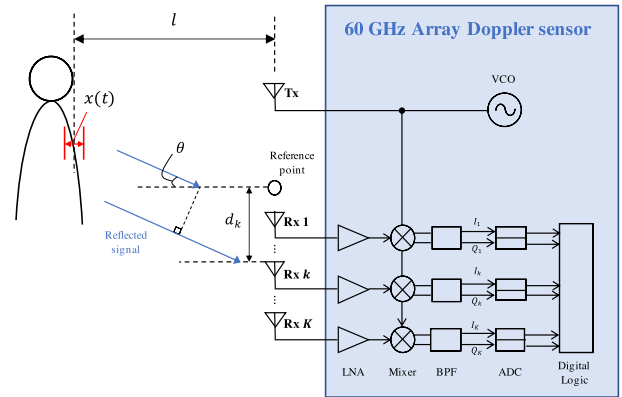 60 GHz Array Doppler sensor
l
VCO
Tx
x(t)
θ
Reference
point
d_k
Reflected
signal
Rx 1
I_1
Q_1
⋮
Rx k
I_k
Q_k
⋮
Rx K
I_K
Q_K
LNA
Mixer
BPF
ADC
Digital
Logic